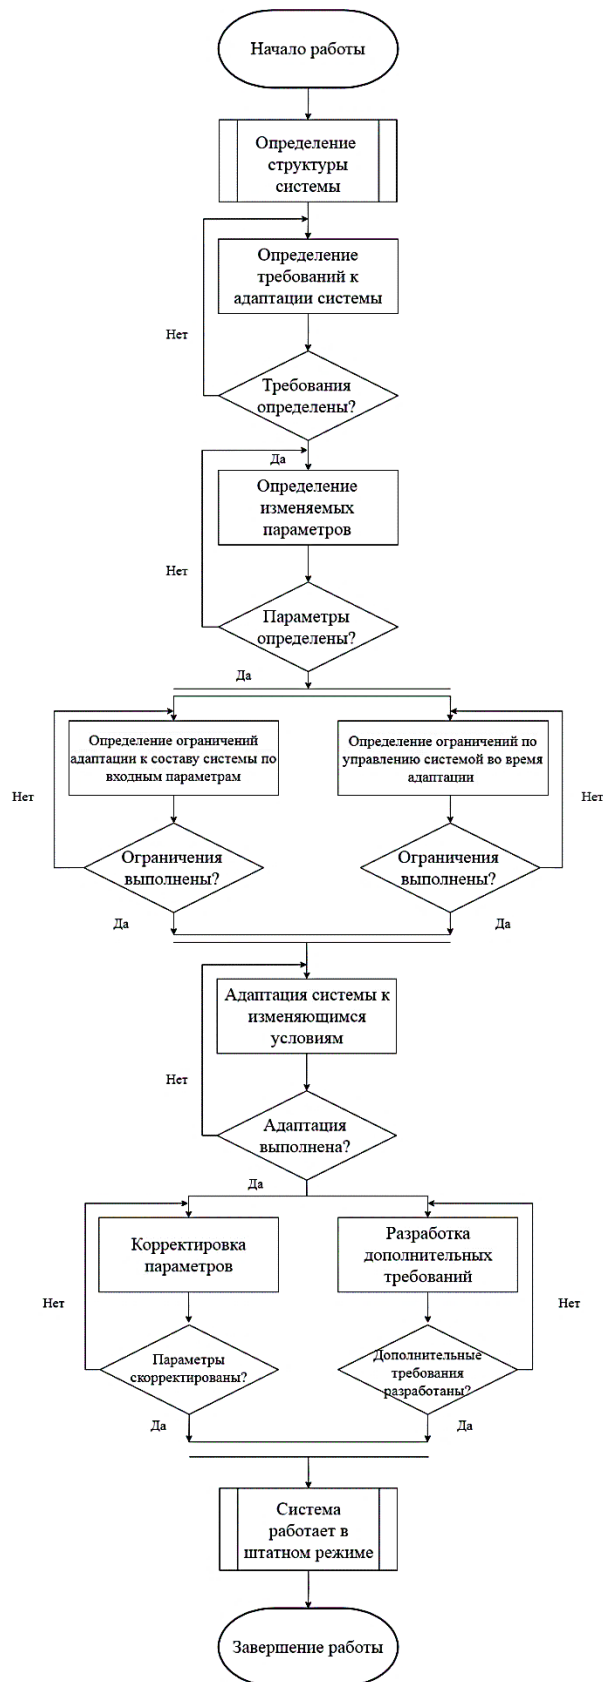 Начало работы
Определение
структуры
системы
Определение
требований к
адаптации системы
Нет
Требования
определены?
Да
Определение
изменяемых
параметров
Нет
Параметры
определены?
Да
Определение ограничений
адаптации к составу системы по
входным параметрам
Определение ограничений по
управлению системой во время
адаптации
Нет
Нет
Ограничения
выполнены?
Ограничения
выполнены?
Да
Да
Адаптация системы к
изменяющимся
условиям
Нет
Адаптация
выполнена?
Да
Корректировка
параметров
Разработка
дополнительных
требований
Нет
Нет
Параметры
скорректированы?
Дополнительные
требования
разработаны?
Да
Да
Система
работает в
штатном режиме
Завершение работы